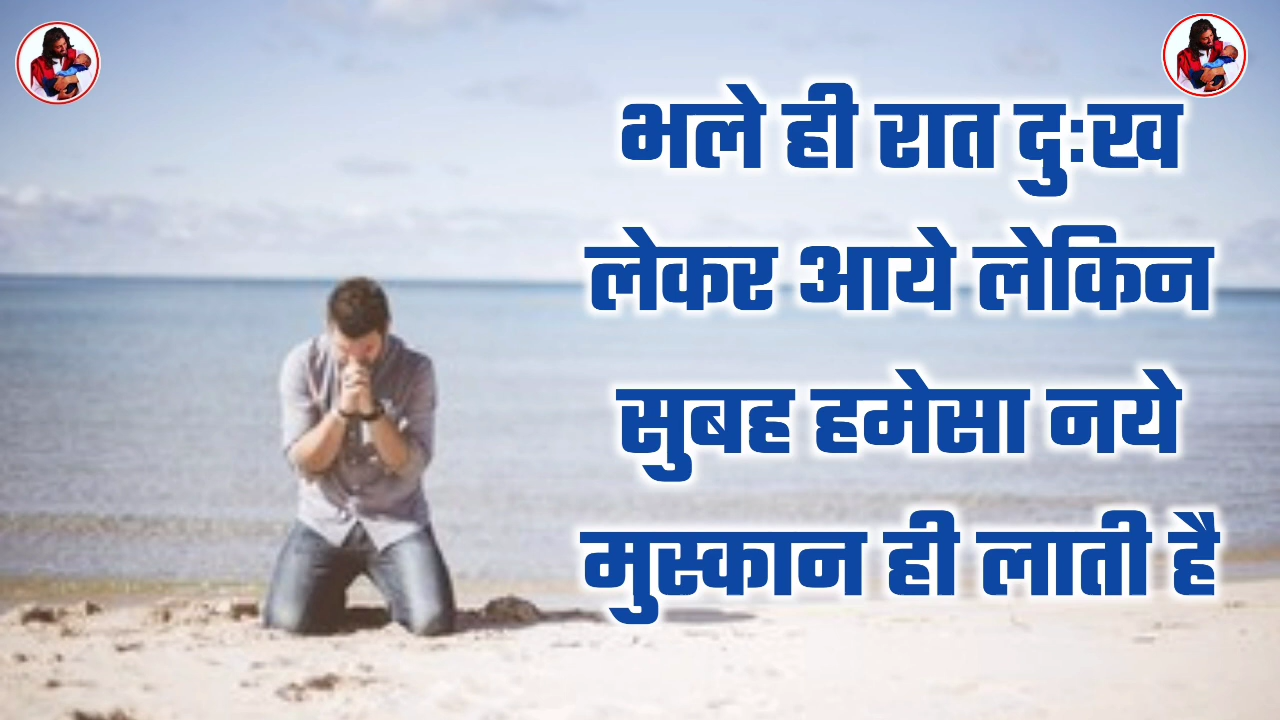 भले ही रात दुःख
लेकर आये लेकिन
सुबह हमेसा नये
मुस्कान ही लाती है